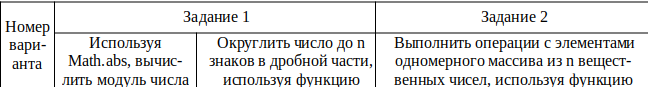 Номер вари- анта
Задание 1
Задание 2
Используя Math.abs, вычис- лить модуль числа
Округлить число до n знаков в дробной части, используя функцию
Выполнить операции с элементами одномерного массива из n вещест- венных чисел, используя функцию